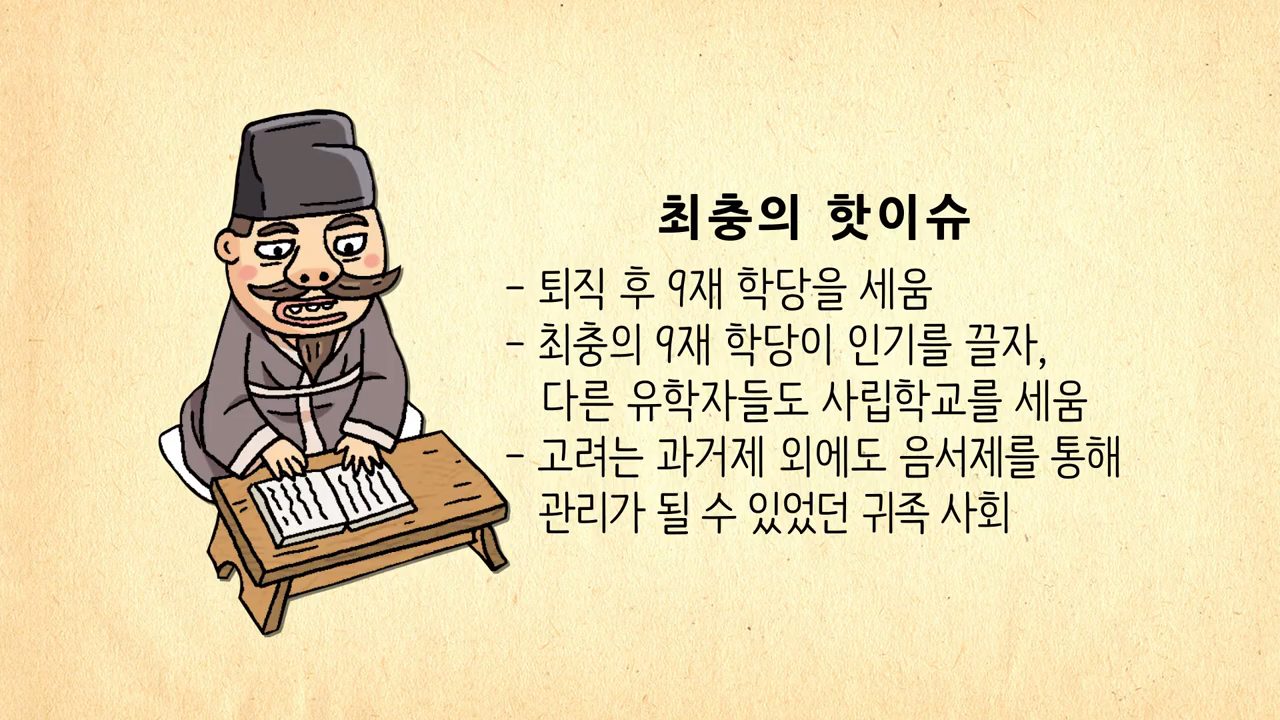 최충의 핫이슈
- 퇴직 후 9재 학당을 세움
- 최충의 9재 학당이 인기를 끌자,
다른 유학자들도 사립학교를 세움
- 고려는 과거제 외에도 음서제를 통해
관리가 될 수 있었던 귀족 사회